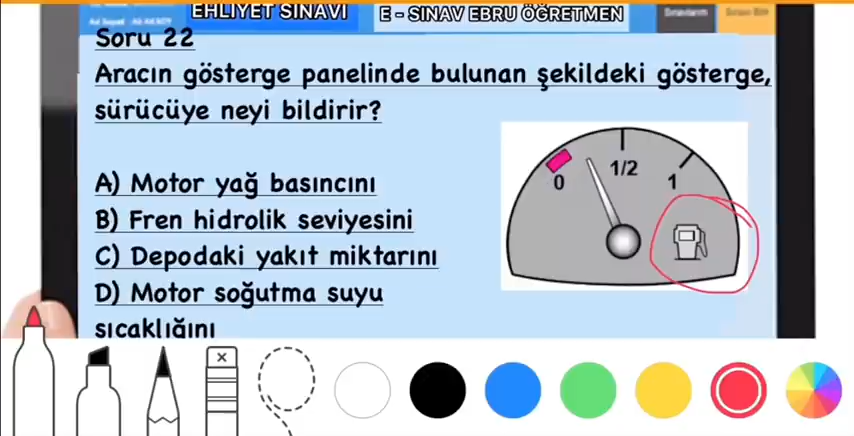 EHLİYET SINAVI
E - SINAV EBRU ÖĞRETMEN
Soru 22
Aracın gösterge panelinde bulunan şekildeki gösterge,
sürücüye neyi bildirir?
A) Motor yağ basıncını
B) Fren hidrolik seviyesini
C) Depodaki yakıt miktarını
D) Motor soğutma suyu
sıcaklığını
0
1/2
1